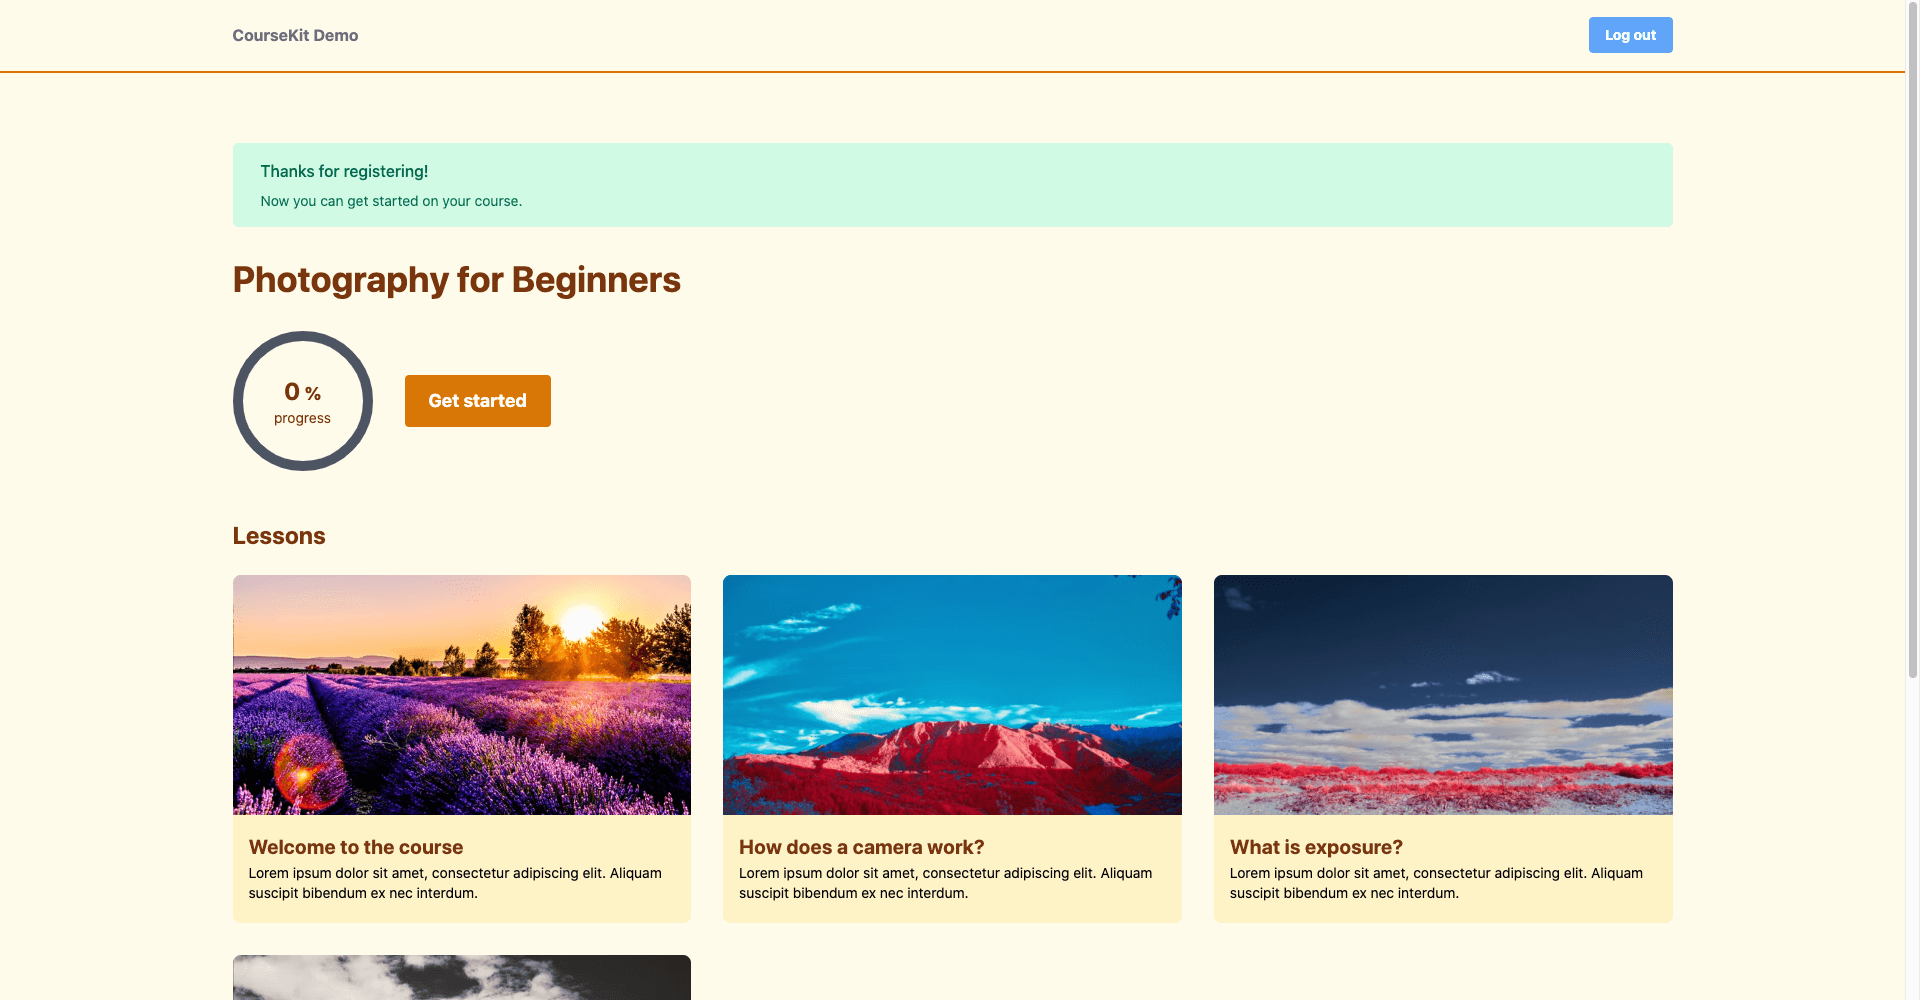 CourseKit Demo
Log out
Thanks for registering!
Now you can get started on your course.
Photography for Beginners
0 %
progress
Get started
Lessons
Welcome to the course
Lorem ipsum dolor sit amet, consectetur adipiscing elit. Aliquam
suscipit bibendum ex nec interdum.
How does a camera work?
Lorem ipsum dolor sit amet, consectetur adipiscing elit. Aliquam
suscipit bibendum ex nec interdum.
What is exposure?
Lorem ipsum dolor sit amet, consectetur adipiscing elit. Aliquam
suscipit bibendum ex nec interdum.